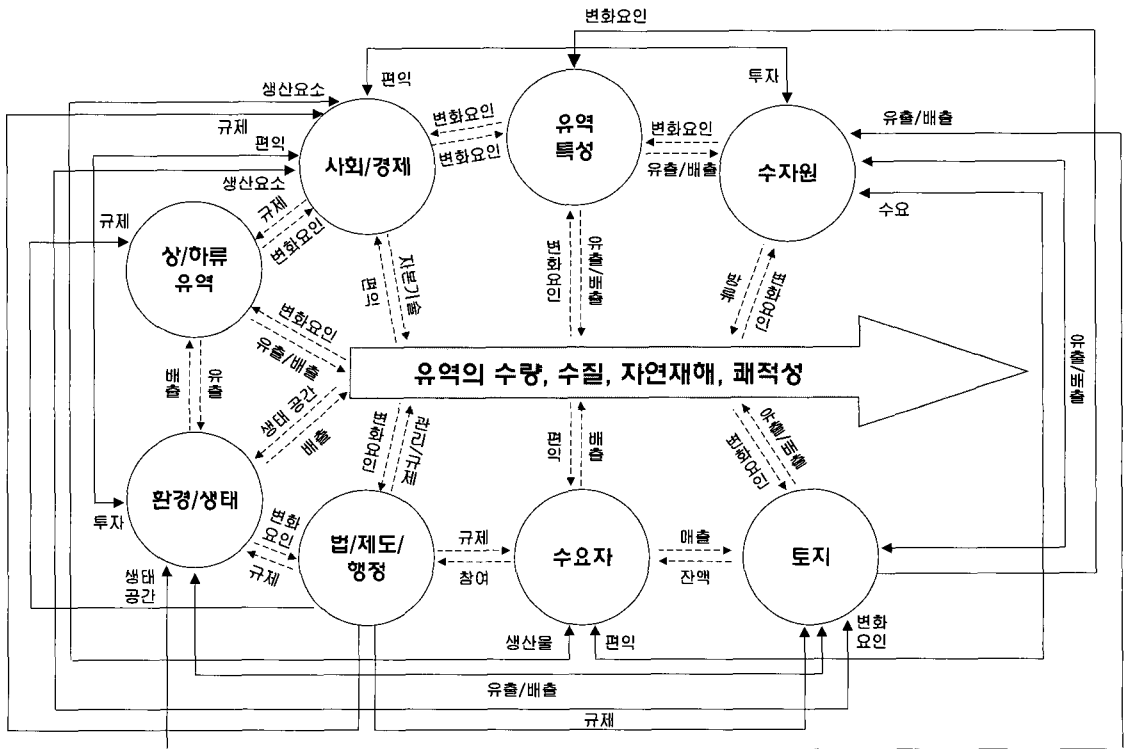 변화요인
편익
투자
생산요소
규제
편익
생산요소
사회/경제
변화요인
변화요인
유역
특성
변화요인
유출/배출
수자원
유출/배출
수요
규제
상/하류
유역
규제
변화요인
편익
자본기술
변화요인
유출/배출
방류
변화요인
변화요인
유출/배출
유역의 수량, 수질, 자연재해, 쾌적성
유출/배출
배출
유출
생태 공간
배출
변화요인
관리/규제
편익
배출
유출/배출
변화요인
환경/생태
투자
변화
요인
규제
법/제도/
행정
규제
참여
수요자
매출
잔액
토지
생태
공간
생산물
편익
변화
요인
유출/배출
규제